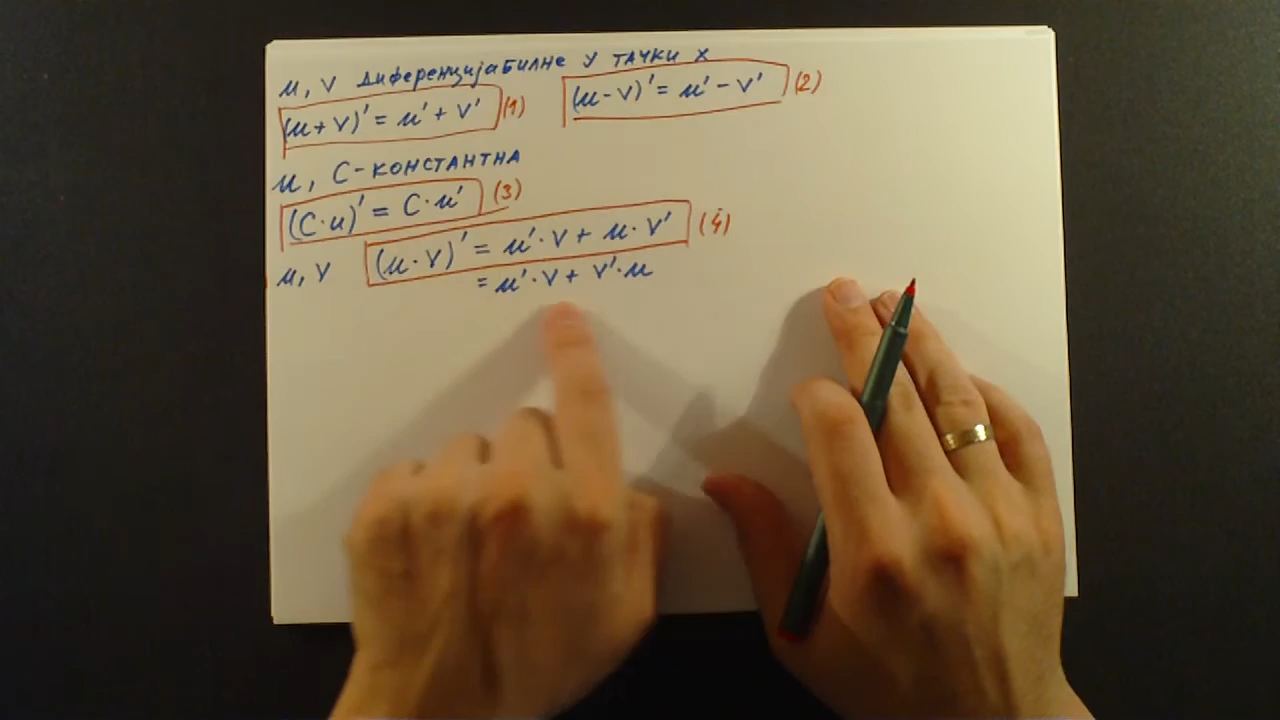 u, v диференцијабилне у тачки x
(u+v)' = u' + v' (1) (u-v)' = u' - v' (2)
u, C-константна
(C·u)' = C·u' (3)
u, v (u·v)' = u'·v + u·v' (4)
= u'·v + v'·u